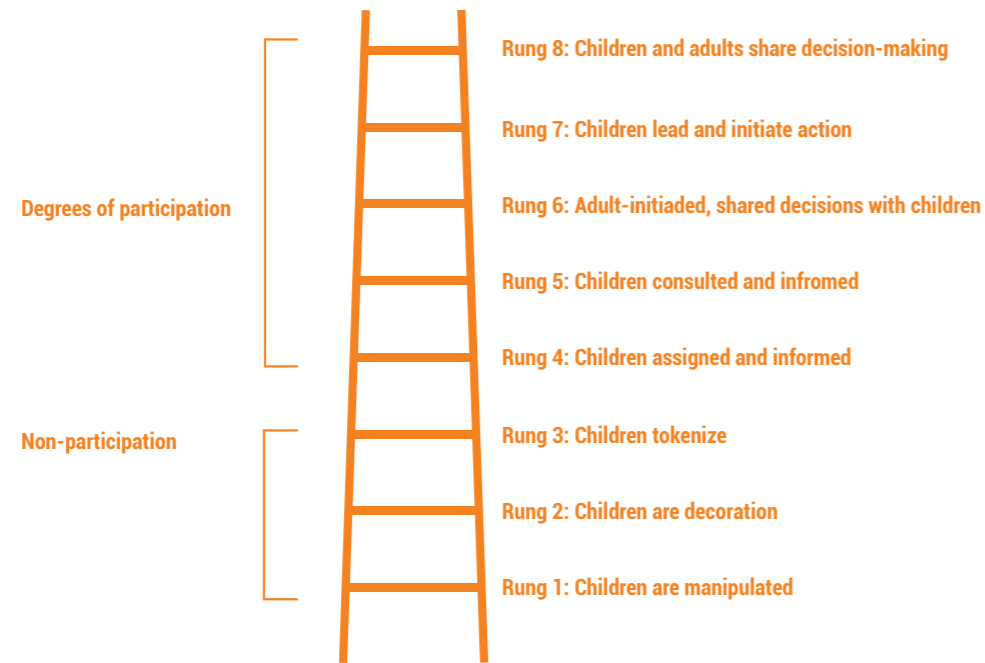 Rung 8: Children and adults share decision-making
Rung 7: Children lead and initiate action
Degrees of participation
Rung 6: Adult-initiaded, shared decisions with children
Rung 5: Children consulted and infromed
Rung 4: Children assigned and informed
Non-participation
Rung 3: Children tokenize
Rung 2: Children are decoration
Rung 1: Children are manipulated